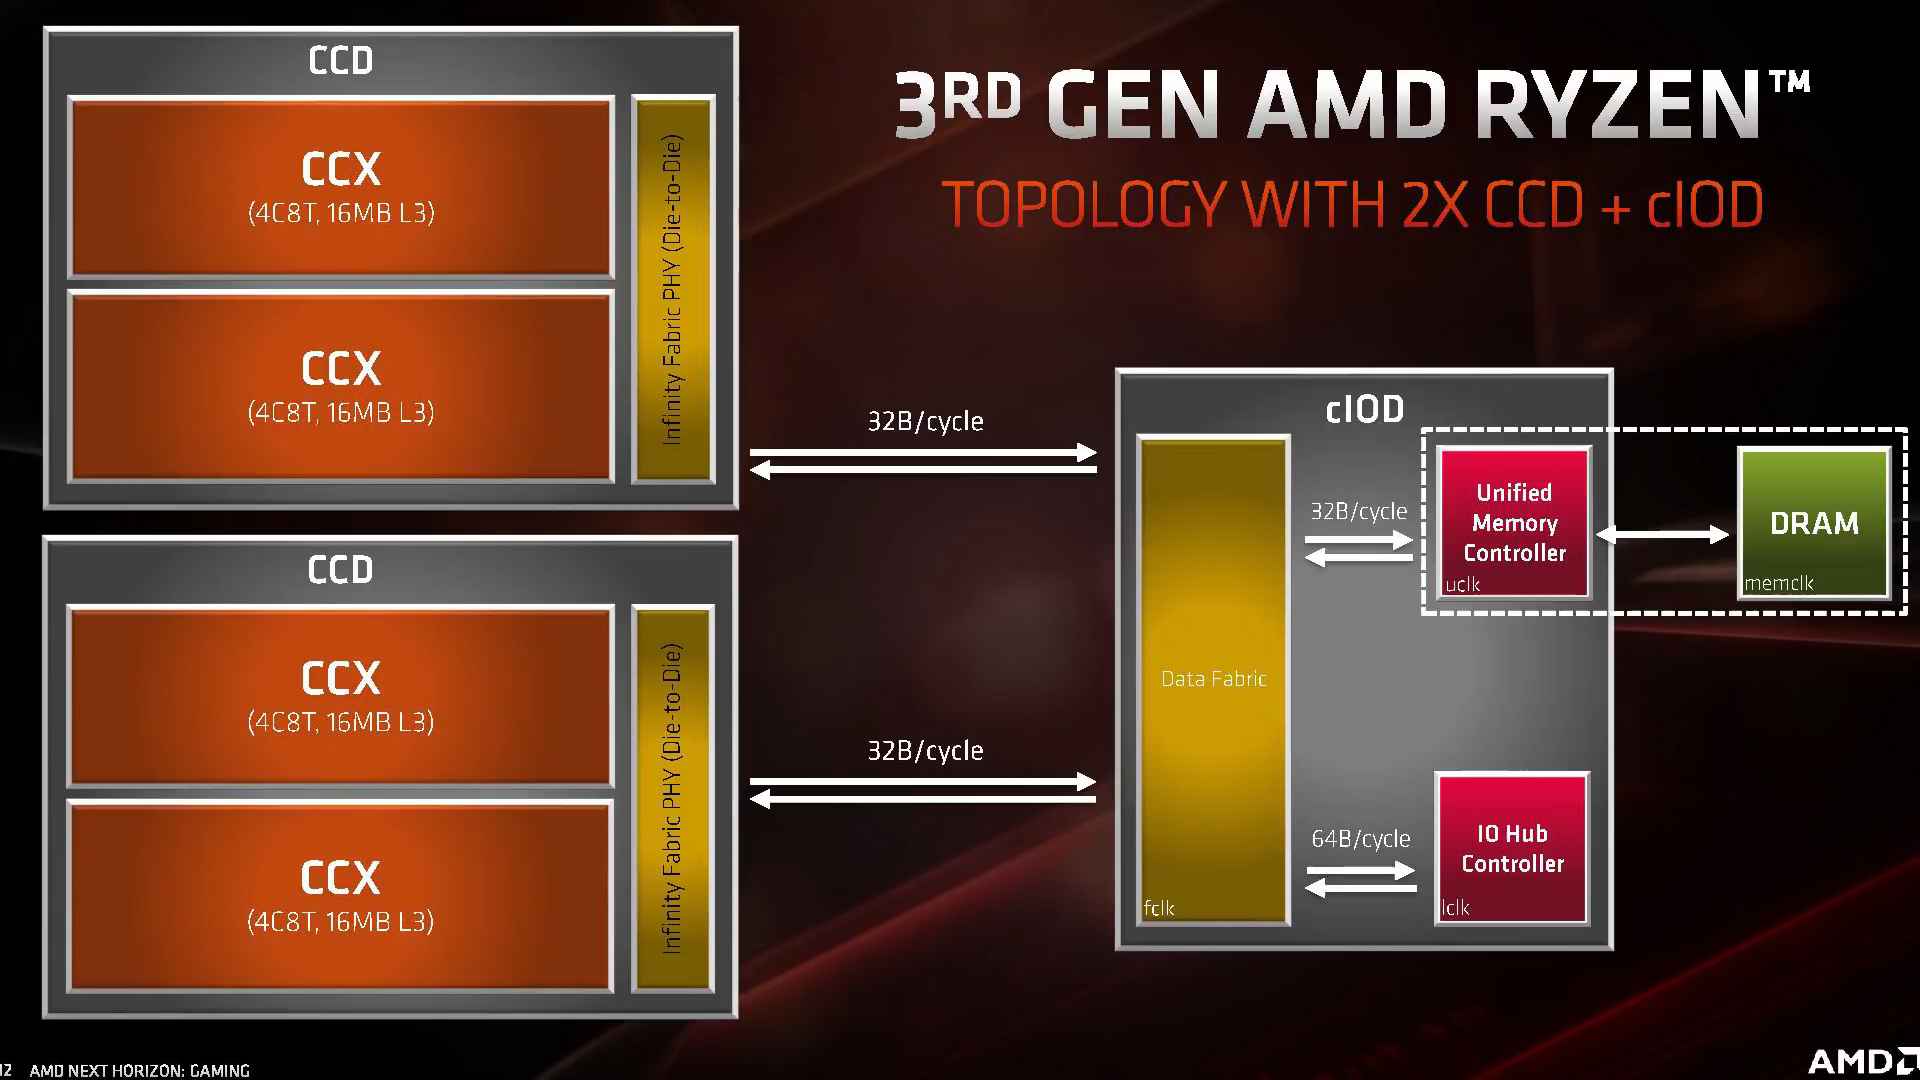 3RD GEN AMD RYZEN™
TOPOLOGY WITH 2X CCD + cIOD
CCD
CCX
(4C8T, 16MB L3)
CCX
(4C8T, 16MB L3)
Infinity Fabric PHY (Die-to-Die)
32B/cycle
CCD
CCX
(4C8T, 16MB L3)
CCX
(4C8T, 16MB L3)
Infinity Fabric PHY (Die-to-Die)
32B/cycle
cIOD
Data Fabric
fclk
32B/cycle
Unified
Memory
Controller
uclk
DRAM
memclk
64B/cycle
IO Hub
Controller
lclk
12 AMD NEXT HORIZON: GAMING
AMD